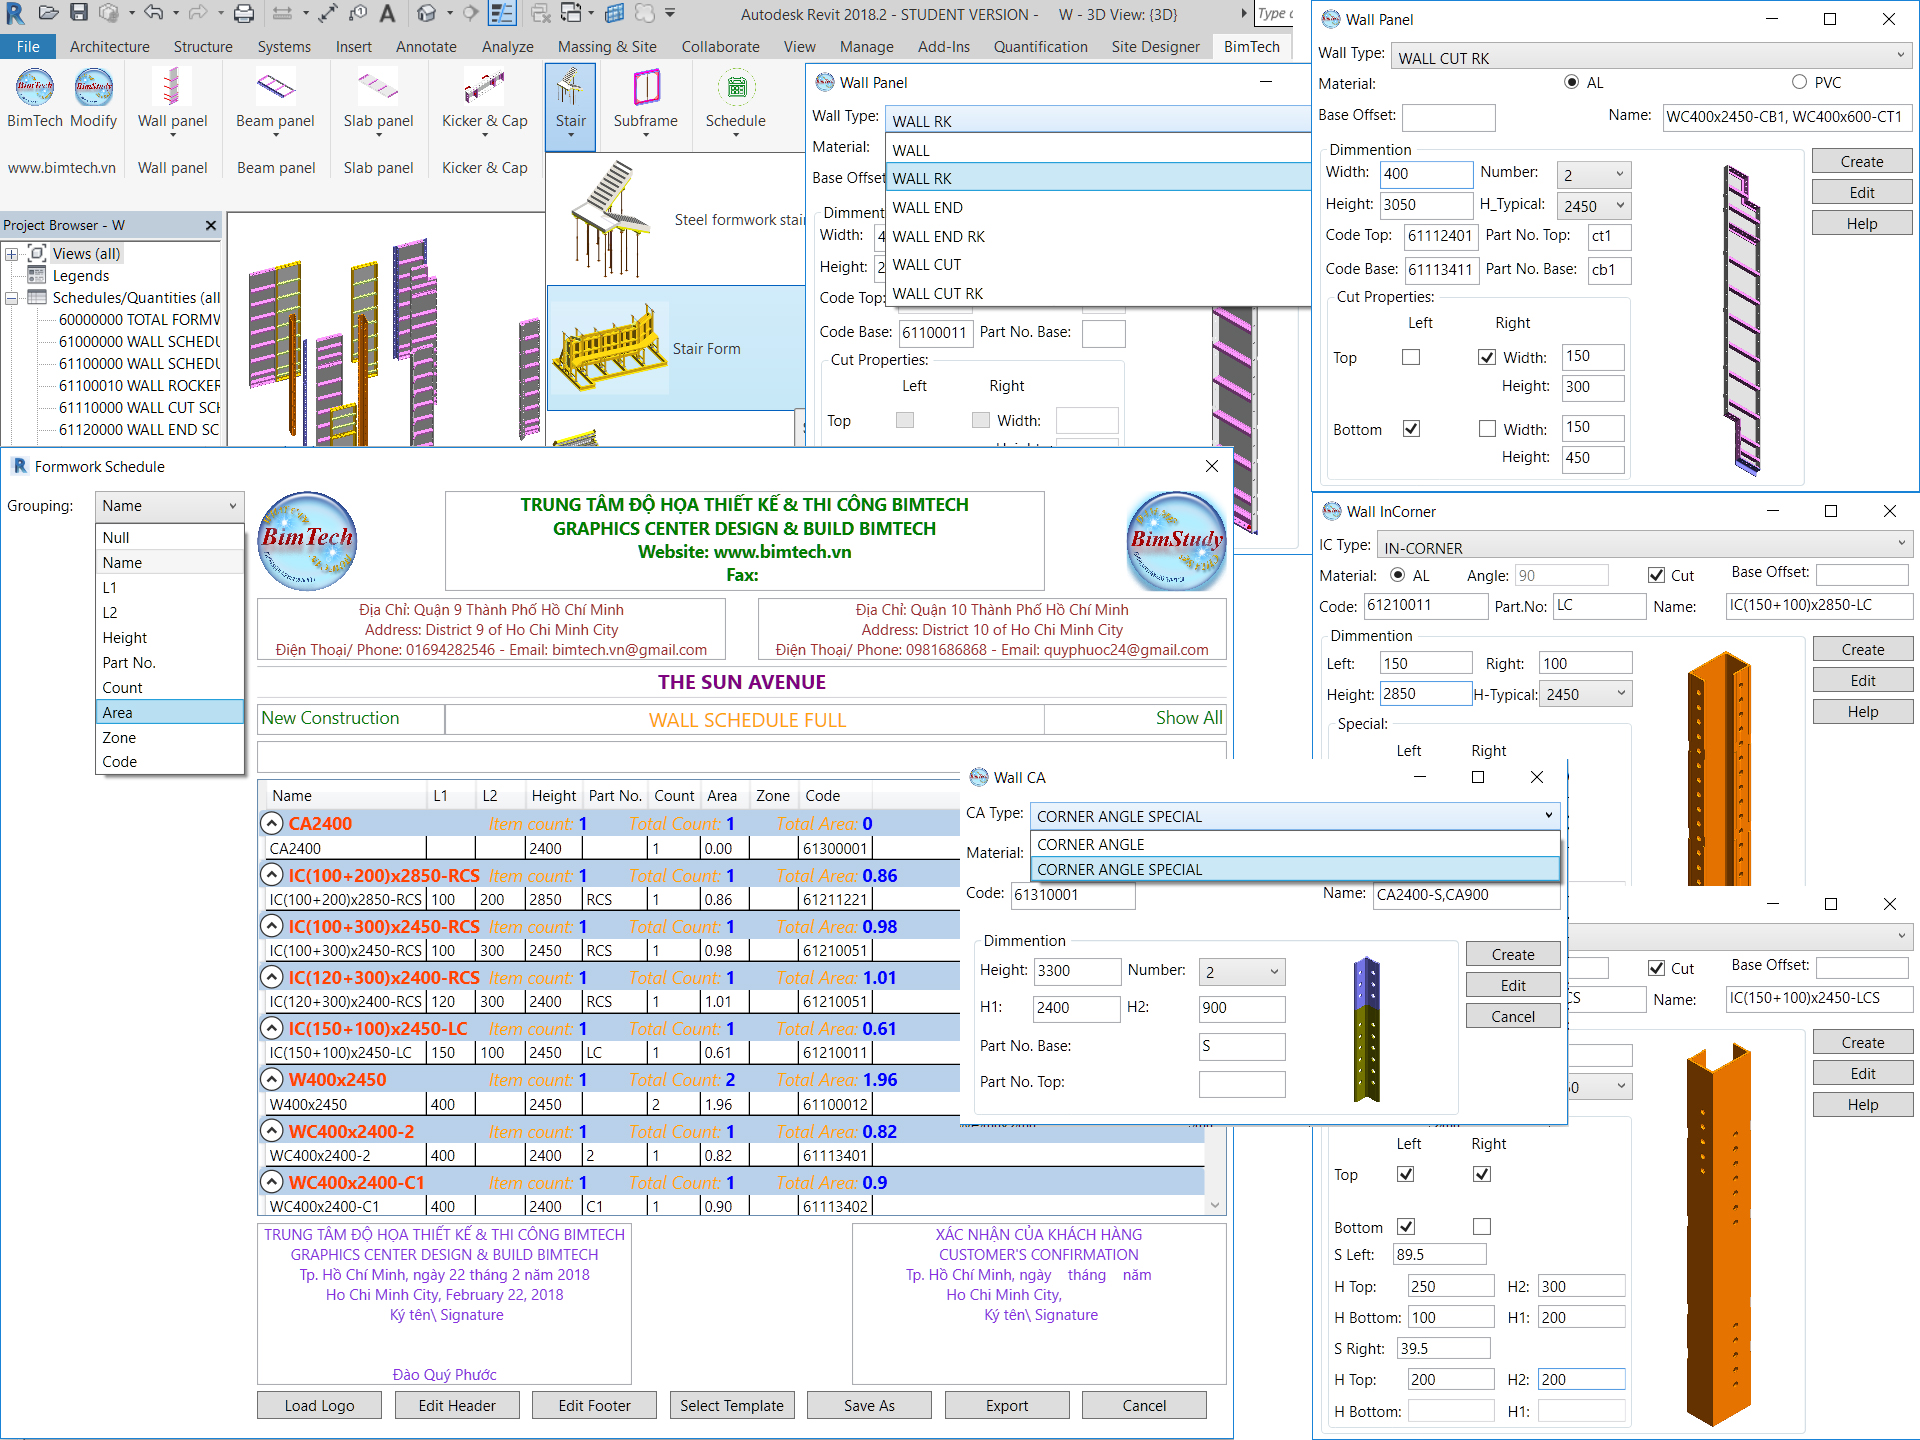 Autodesk Revit 2018.2 - STUDENT VERSION - W - 3D View: {3D}
Type
File Architecture Structure Systems Insert Annotate Analyze Massing & Site Collaborate View Manage Add-Ins Quantification Site Designer BimTech
BimTech Modify Wall panel Beam panel Slab panel Kicker & Cap Stair Subframe Schedule
www.bimtech.vn Wall panel Beam panel Slab panel Kicker & Cap
Steel formwork stair
Stair Form
Project Browser - W
Views (all)
Legends
Schedules/Quantities (all
60000000 TOTAL FORMW
61000000 WALL SCHEDU
61100000 WALL SCHEDU
61100010 WALL ROCKER
61110000 WALL CUT SCH
61120000 WALL END SC
Wall Panel
Wall Type: WALL RK
WALL
WALL RK
WALL END
WALL END RK
WALL CUT
WALL CUT RK
Material:
Base Offset
Dimment
Width: 4
Height: 2
Code Top:
Code Base: 61100011 Part No. Base:
Cut Properties:
Left Right
Top Width:
Wall Panel
Wall Type: WALL CUT RK
Material: AL PVC
Base Offset: Name: WC400x2450-CB1, WC400x600-CT1
Dimmention
Width: 400 Number: 2
Height: 3050 H_Typical: 2450
Code Top: 61112401 Part No. Top: ct1
Code Base: 61113411 Part No. Base: cb1
Cut Properties:
Left Right
Top Width: 150
Height: 300
Bottom Width: 150
Height: 450
Create
Edit
Help
Formwork Schedule
Grouping: Name
Null
Name
L1
L2
Height
Part No.
Count
Area
Zone
Code
BimTech
TRUNG TÂM ĐỘ HỌA THIẾT KẾ & THI CÔNG BIMTECH
GRAPHICS CENTER DESIGN & BUILD BIMTECH
Website: www.bimtech.vn
Fax:
BimStudy
Địa Chỉ: Quận 9 Thành Phố Hồ Chí Minh
Address: District 9 of Ho Chi Minh City
Điện Thoại/ Phone: 01694282546 - Email: bimtech.vn@gmail.com
Địa Chỉ: Quận 10 Thành Phố Hồ Chí Minh
Address: District 10 of Ho Chi Minh City
Điện Thoại/ Phone: 0981686868 - Email: quyphuoc24@gmail.com
THE SUN AVENUE
New Construction WALL SCHEDULE FULL Show All
Name L1 L2 Height Part No. Count Area Zone Code
CA2400 Item count: 1 Total Count: 1 Total Area: 0
CA2400 2400 1 0.00 61300001
IC(100+200)x2850-RCS Item count: 1 Total Count: 1 Total Area: 0.86
IC(100+200)x2850-RCS 100 200 2850 RCS 1 0.86 61211221
IC(100+300)x2450-RCS Item count: 1 Total Count: 1 Total Area: 0.98
IC(100+300)x2450-RCS 100 300 2450 RCS 1 0.98 61210051
IC(120+300)x2400-RCS Item count: 1 Total Count: 1 Total Area: 1.01
IC(120+300)x2400-RCS 120 300 2400 RCS 1 1.01 61210051
IC(150+100)x2450-LC Item count: 1 Total Count: 1 Total Area: 0.61
IC(150+100)x2450-LC 150 100 2450 LC 1 0.61 61210011
W400x2450 Item count: 1 Total Count: 2 Total Area: 1.96
W400x2450 400 2450 2 1.96 61100012
WC400x2400-2 Item count: 1 Total Count: 1 Total Area: 0.82
WC400x2400-2 400 2400 2 1 0.82 61113401
WC400x2400-C1 Item count: 1 Total Count: 1 Total Area: 0.9
WC400x2400-C1 400 2400 C1 1 0.90 61113402
TRUNG TÂM ĐỘ HỌA THIẾT KẾ & THI CÔNG BIMTECH
GRAPHICS CENTER DESIGN & BUILD BIMTECH
Tp. Hồ Chí Minh, ngày 22 tháng 2 năm 2018
Ho Chi Minh City, February 22, 2018
Ký tên\ Signature
Đào Quý Phước
XÁC NHẬN CỦA KHÁCH HÀNG
CUSTOMER'S CONFIRMATION
Tp. Hồ Chí Minh, ngày tháng năm
Ho Chi Minh City,
Ký tên\ Signature
Load Logo Edit Header Edit Footer Select Template Save As Export Cancel
Wall CA
CA Type: CORNER ANGLE SPECIAL
CORNER ANGLE
CORNER ANGLE SPECIAL
Material:
Code: 61310001 Name: CA2400-S,CA900
Dimmention
Height: 3300 Number: 2
H1: 2400 H2: 900
Part No. Base: S
Part No. Top:
Create
Edit
Cancel
Wall InCorner
IC Type: IN-CORNER
Material: AL Angle: 90 Cut Base Offset:
Code: 61210011 Part.No: LC Name: IC(150+100)x2850-LC
Dimmention
Left: 150 Right: 100
Height: 2850 H-Typical: 2450
Special:
Left Right
Create
Edit
Help
Cut Base Offset:
CS Name: IC(150+100)x2450-LCS
Create
Edit
Help
Left Right
Top
Bottom
S Left: 89.5
H Top: 250 H2: 300
H Bottom: 100 H1: 200
S Right: 39.5
H Top: 200 H2: 200
H Bottom: H1: